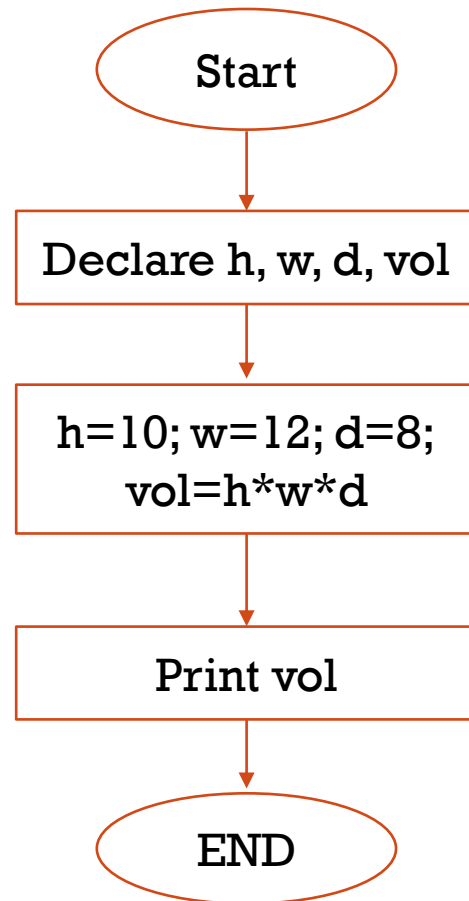 Start
Declare h, w, d, vol
h=10; w=12; d=8;
vol=h*w*d
Print vol
END